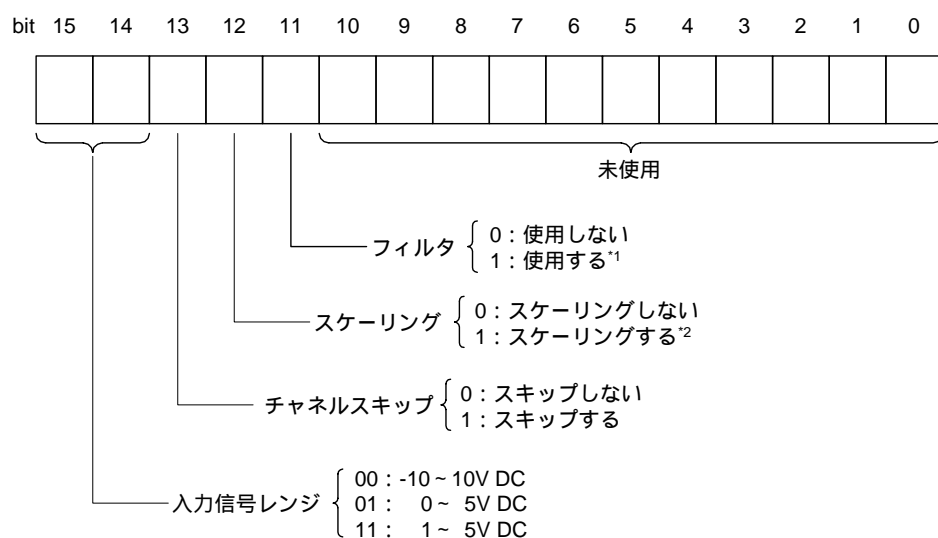 bit 15 14 13 12 11 10 9 8 7 6 5 4 3 2 1 0
未使用
フィルタ
0：使用しない
1：使用する*1
スケーリング
0：スケーリングしない
1：スケーリングする*2
チャネルスキップ
0：スキップしない
1：スキップする
入力信号レンジ
00：-10～10V DC
01： 0～ 5V DC
11： 1～ 5V DC